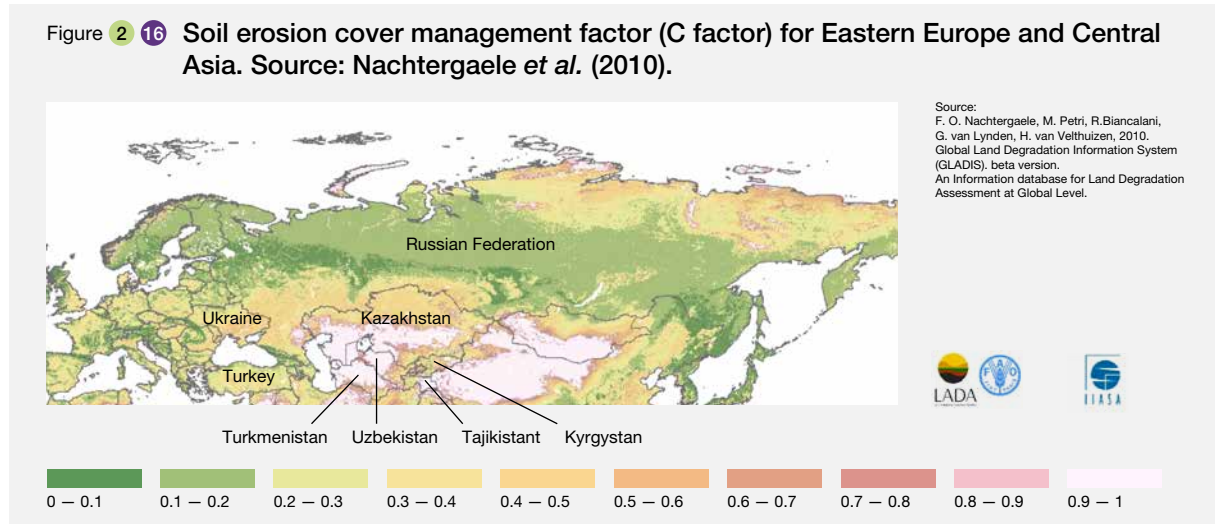 Figure 2 16 Soil erosion cover management factor (C factor) for Eastern Europe and Central
Asia. Source: Nachtergaele et al. (2010).
Source:
F. O. Nachtergaele, M. Petri, R.Biancalani,
G. van Lynden, H. van Velthuizen, 2010.
Global Land Degradation Information System
(GLADIS). beta version.
An Information database for Land Degradation
Assessment at Global Level.
Russian Federation
Ukraine
Kazakhstan
Turkey
Turkmenistan
Uzbekistan
Tajikistant
Kyrgystan
LADA
F A O
IIASA
0 — 0.1
0.1 — 0.2
0.2 — 0.3
0.3 — 0.4
0.4 — 0.5
0.5 — 0.6
0.6 — 0.7
0.7 — 0.8
0.8 — 0.9
0.9 — 1